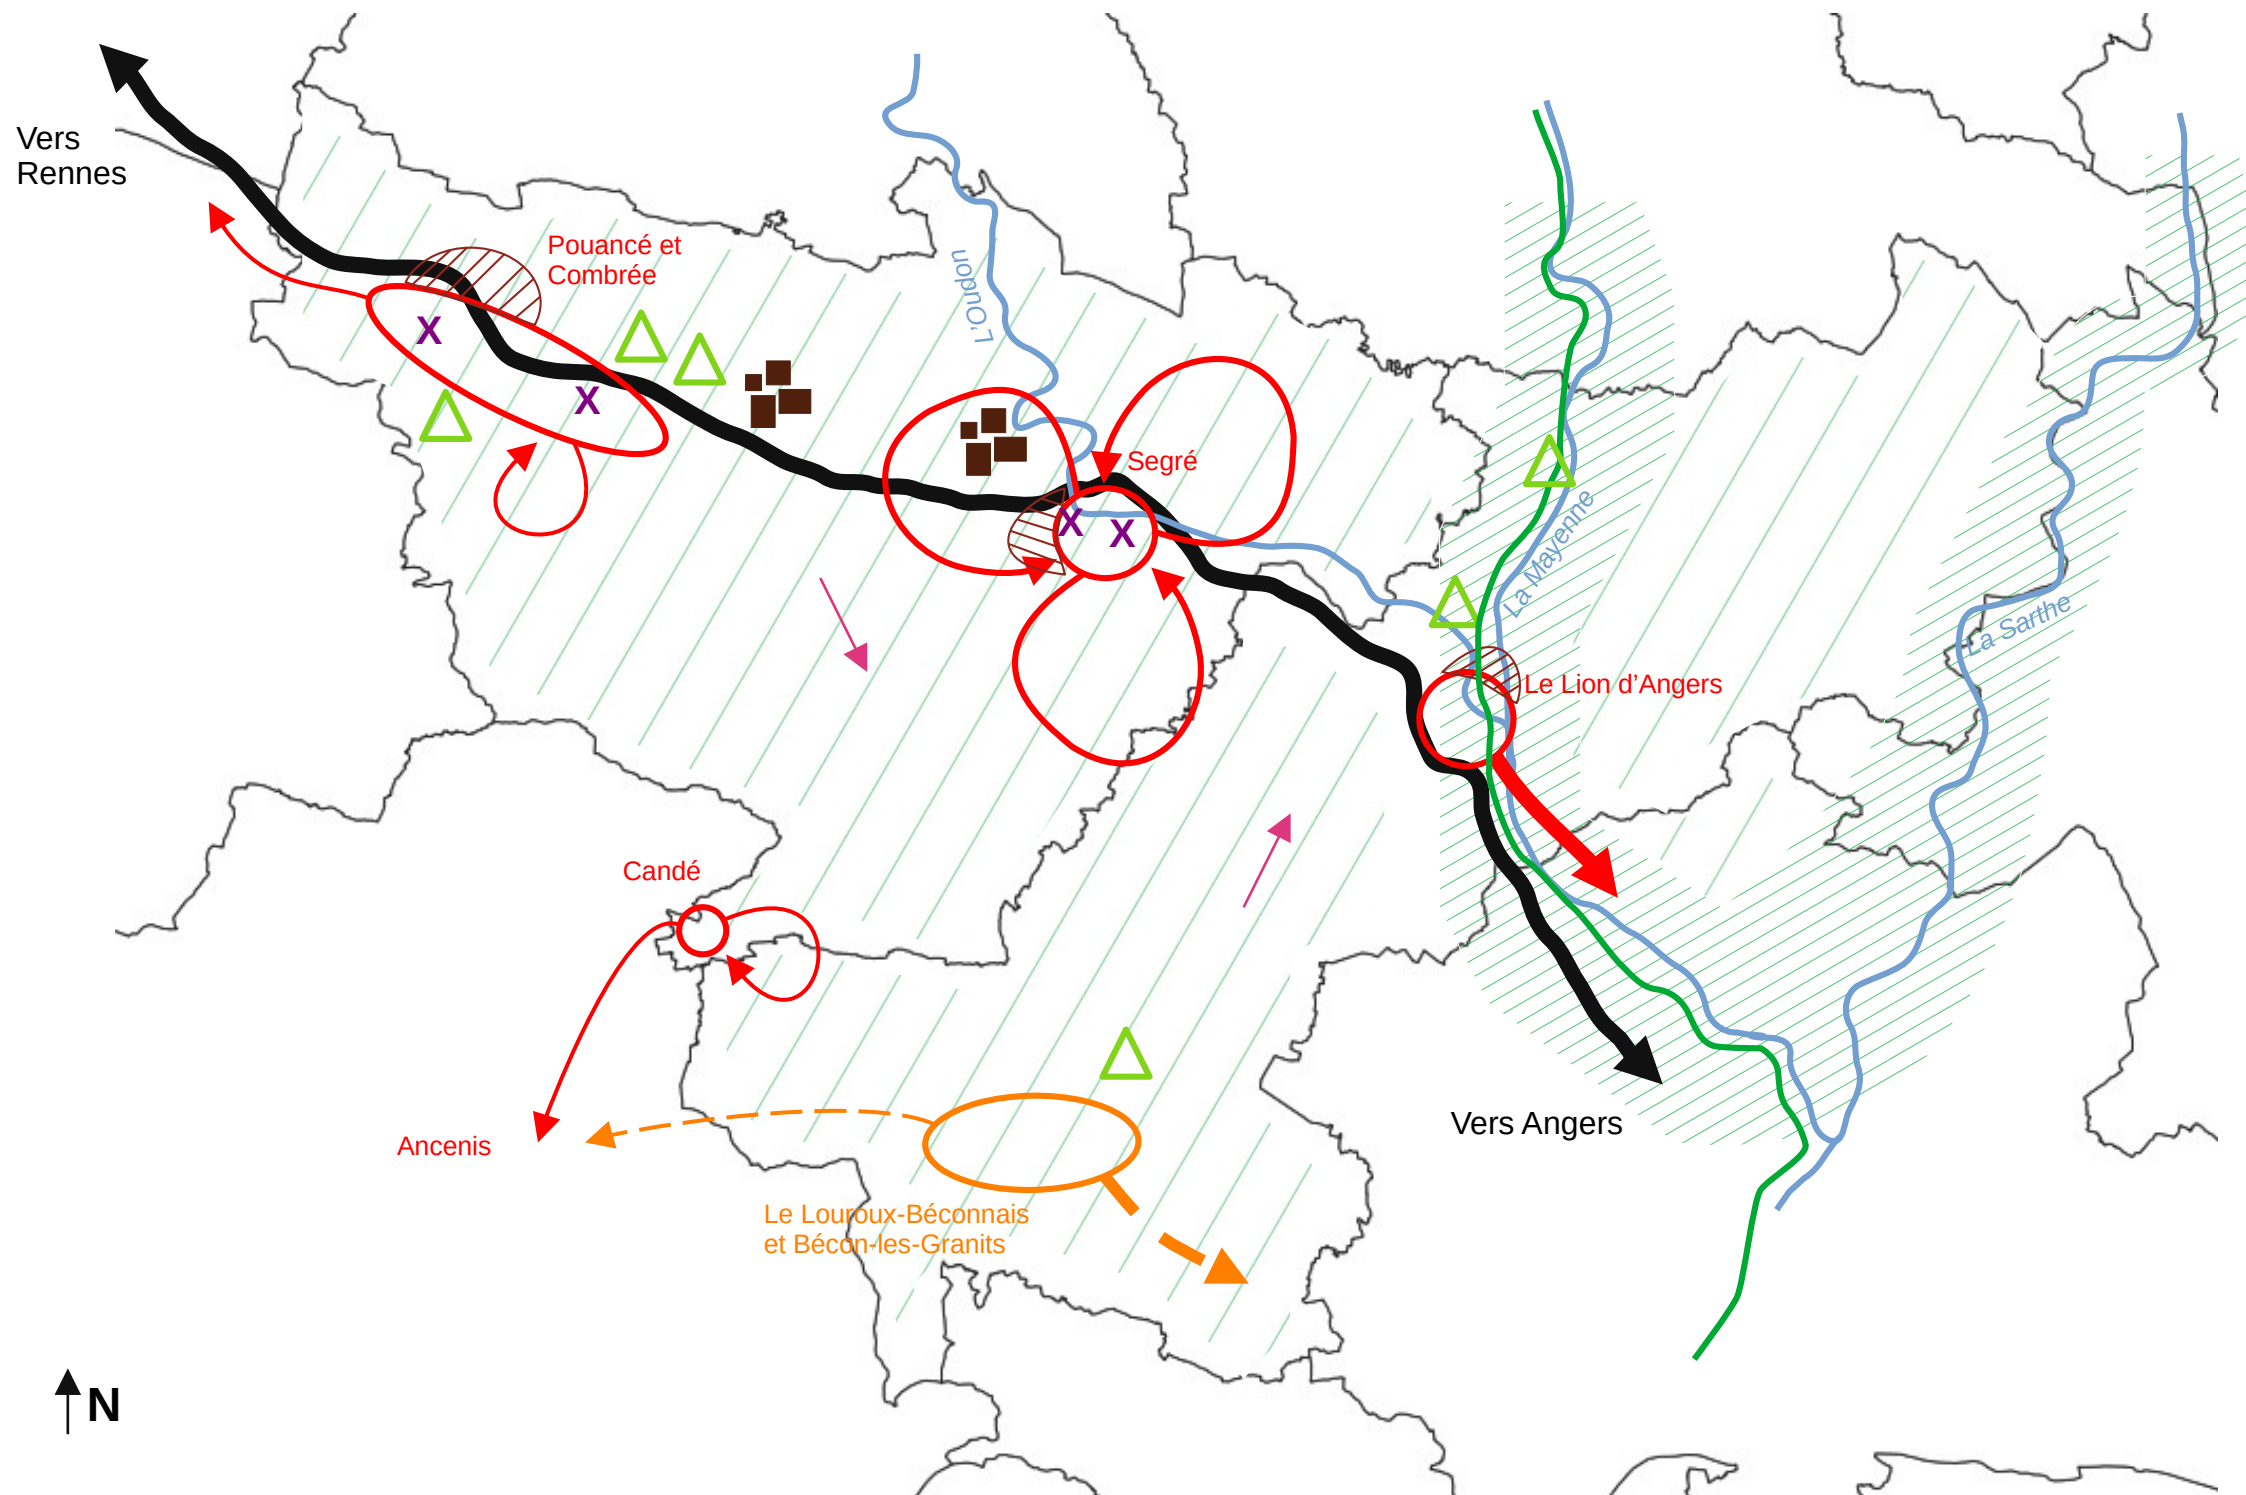 Vers
Rennes
Pouancé et
Combrée
X
X
L'Oudon
Segré
X
X
La Mayenne
La Sarthe
Le Lion d’Angers
Candé
Ancenis
Vers Angers
Le Louroux-Béconnais
et Bécon-les-Granits
N